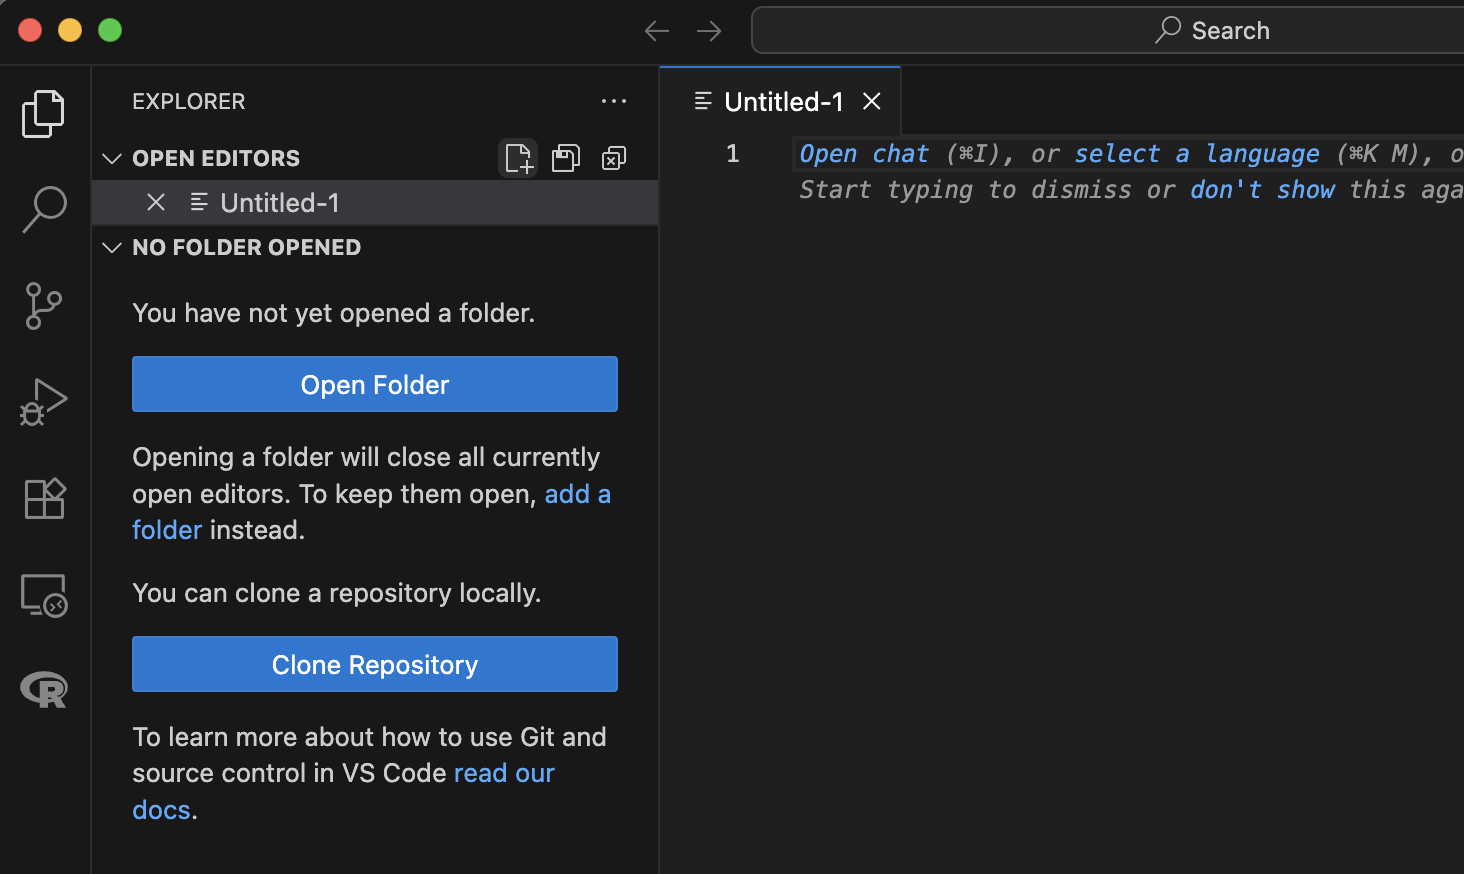 Search
EXPLORER
Untitled-1
OPEN EDITORS
Untitled-1
NO FOLDER OPENED
You have not yet opened a folder.
Open Folder
Opening a folder will close all currently
open editors. To keep them open, add a
folder instead.
You can clone a repository locally.
Clone Repository
To learn more about how to use Git and
source control in VS Code read our
docs.
R
1
Open chat (⌘I), or select a language (⌘K M), o
Start typing to dismiss or don't show this aga